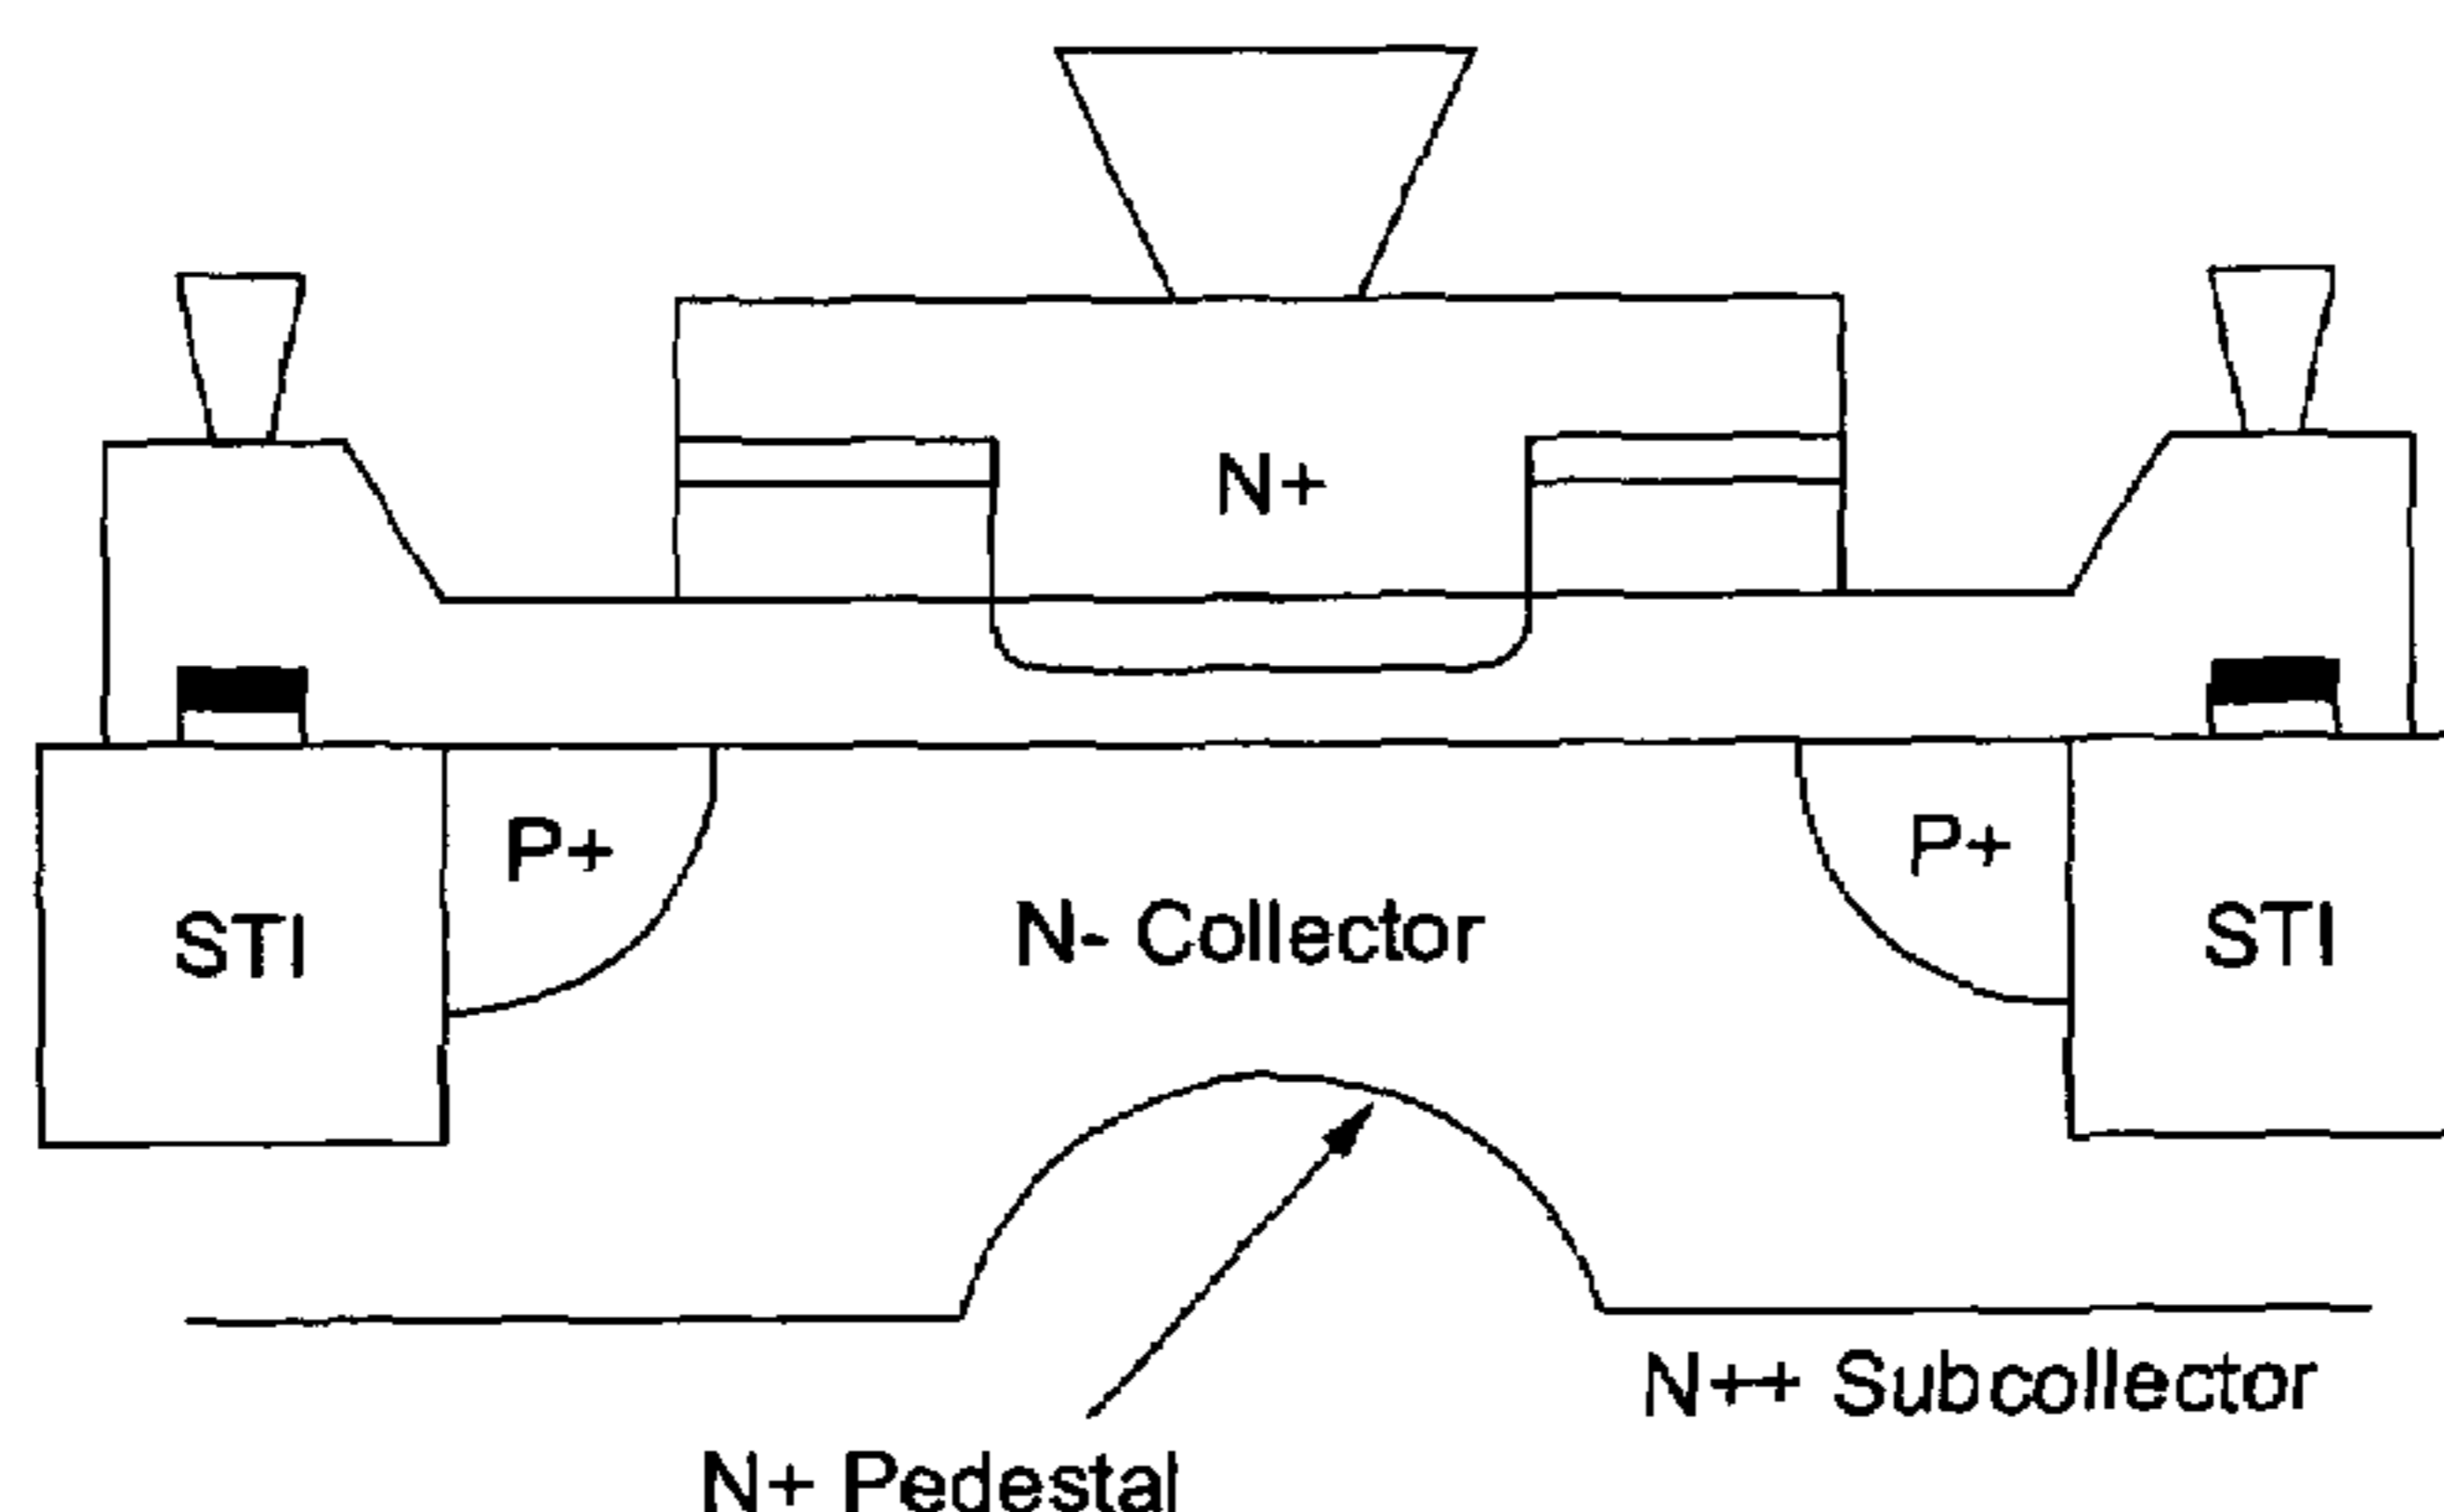 N+
P+
P+
STI
N- Collector
STI
N++ Subcollector
N+ Pedestal